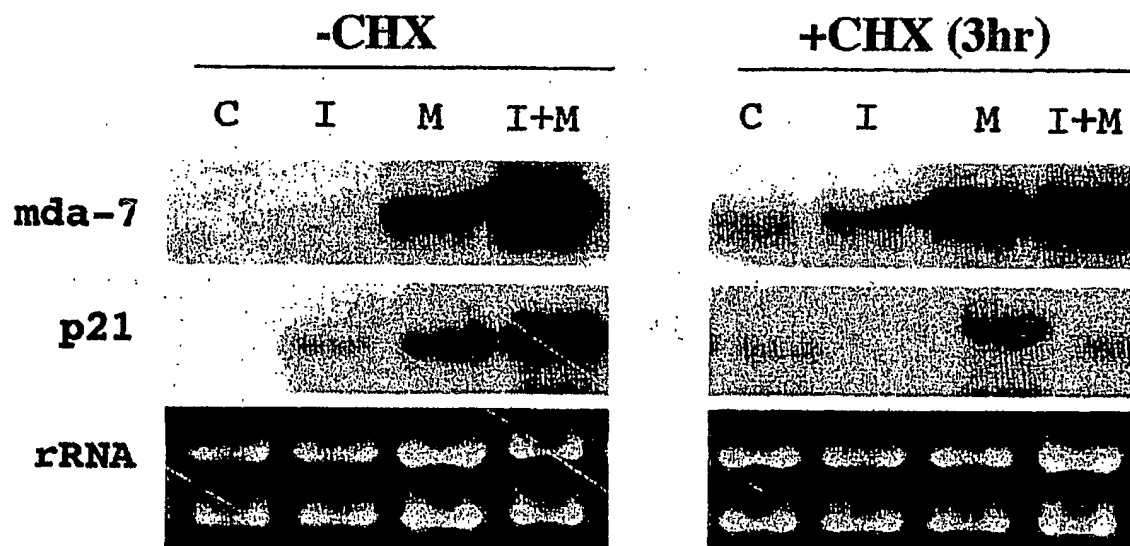 -CHX +CHX (3hr)
C I M I+M C I M I+M
mda-7
p21
rRNA